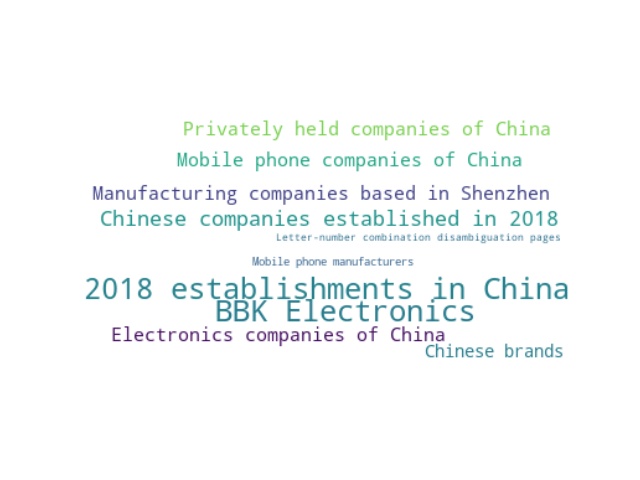 Privately held companies of China
Mobile phone companies of China
Manufacturing companies based in Shenzhen
Chinese companies established in 2018
Letter-number combination disambiguation pages
Mobile phone manufacturers
2018 establishments in China
BBK Electronics
Electronics companies of China
Chinese brands